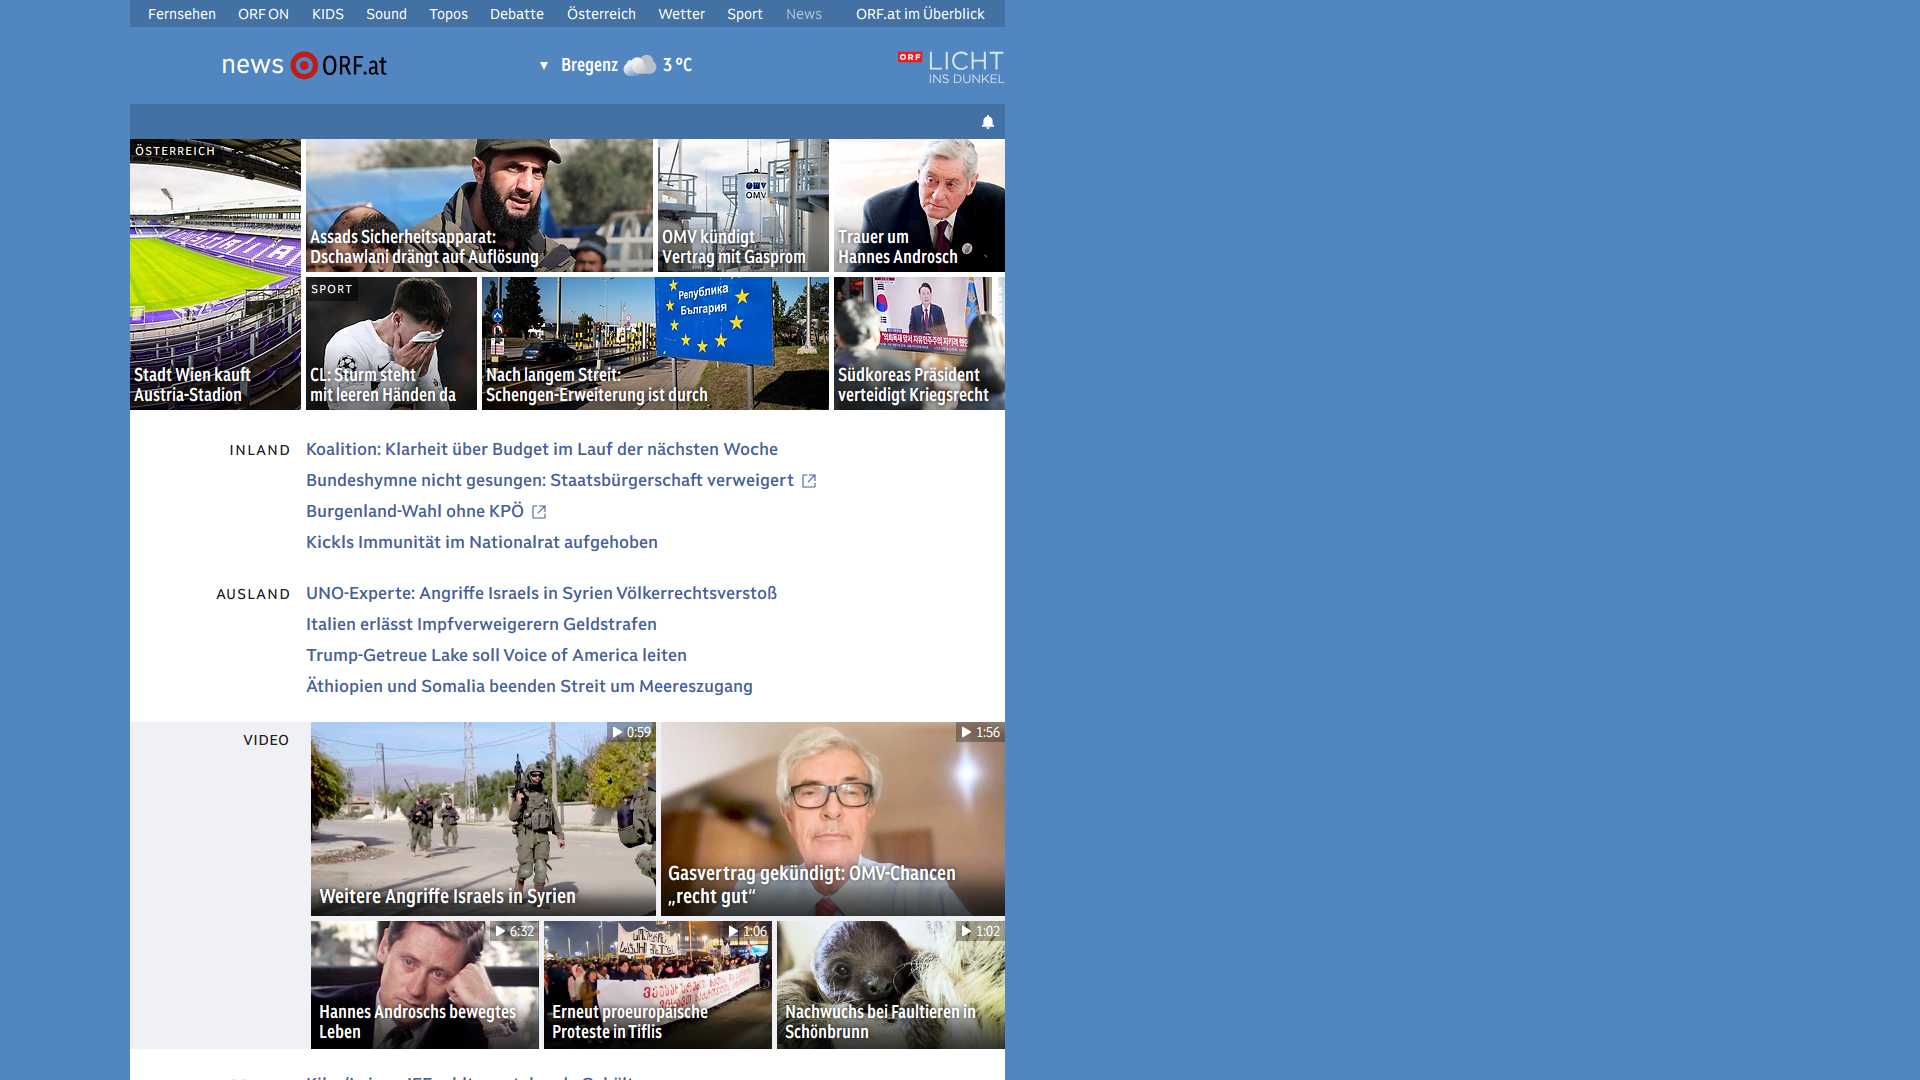 Fernsehen ORF ON KIDS Sound Topos Debatte Österreich Wetter Sport News ORF.at im Überblick
news ORF.at
Bregenz 3 °C
ORF LICHT
INS DUNKEL
ÖSTERREICH
Stadt Wien kauft
Austria-Stadion
Assads Sicherheitsapparat:
Dschawlani drängt auf Auflösung
OMV
OMV kündigt
Vertrag mit Gasprom
Trauer um
Hannes Androsch
SPORT
CL: Sturm steht
mit leeren Händen da
Република
България
Nach langem Streit:
Schengen-Erweiterung ist durch
Südkoreas Präsident
verteidigt Kriegsrecht
INLAND
Koalition: Klarheit über Budget im Lauf der nächsten Woche
Bundeshymne nicht gesungen: Staatsbürgerschaft verweigert
Burgenland-Wahl ohne KPÖ
Kickls Immunität im Nationalrat aufgehoben
AUSLAND
UNO-Experte: Angriffe Israels in Syrien Völkerrechtsverstoß
Italien erlässt Impfverweigerern Geldstrafen
Trump-Getreue Lake soll Voice of America leiten
Äthiopien und Somalia beenden Streit um Meereszugang
VIDEO
0:59
Weitere Angriffe Israels in Syrien
1:56
Gasvertrag gekündigt: OMV-Chancen
„recht gut“
6:32
Hannes Androschs bewegtes
Leben
1:06
Erneut proeuropäische
Proteste in Tiflis
1:02
Nachwuchs bei Faultieren in
Schönbrunn